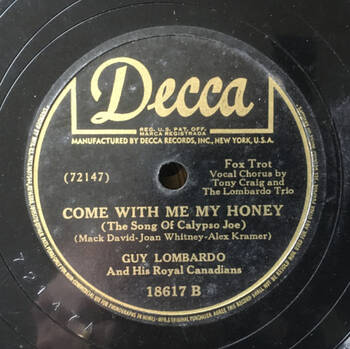 Decca
REG. U. S. PAT. OFF.
MARCA REGISTRADA
MANUFACTURED BY DECCA RECORDS, INC., NEW YORK, U.S.A.
Fox Trot
(72147)
Vocal Chorus by
Tony Craig and
The Lombardo Trio
COME WITH ME MY HONEY
(The Song Of Calypso Joe)
(Mack David-Joan Whitney-Alex Kramer)
GUY LOMBARDO
And His Royal Canadians
18617 B